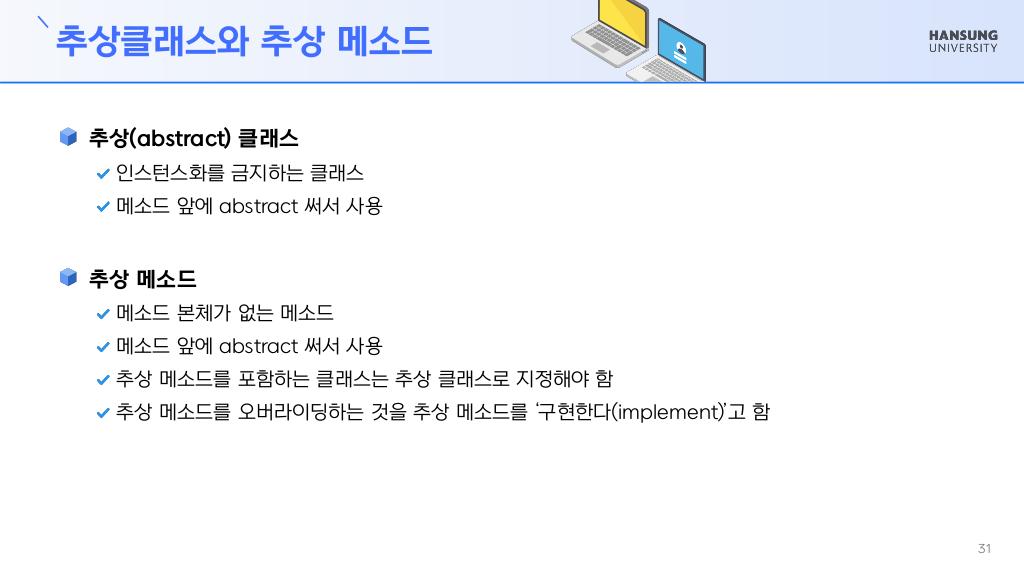 추상클래스와 추상 메소드
HANSUNG
UNIVERSITY
추상(abstract) 클래스
인스턴스화를 금지하는 클래스
메소드 앞에 abstract 써서 사용
추상 메소드
메소드 본체가 없는 메소드
메소드 앞에 abstract 써서 사용
추상 메소드를 포함하는 클래스는 추상 클래스로 지정해야 함
추상 메소드를 오버라이딩하는 것을 추상 메소드를 ‘구현한다(implement)’고 함
31